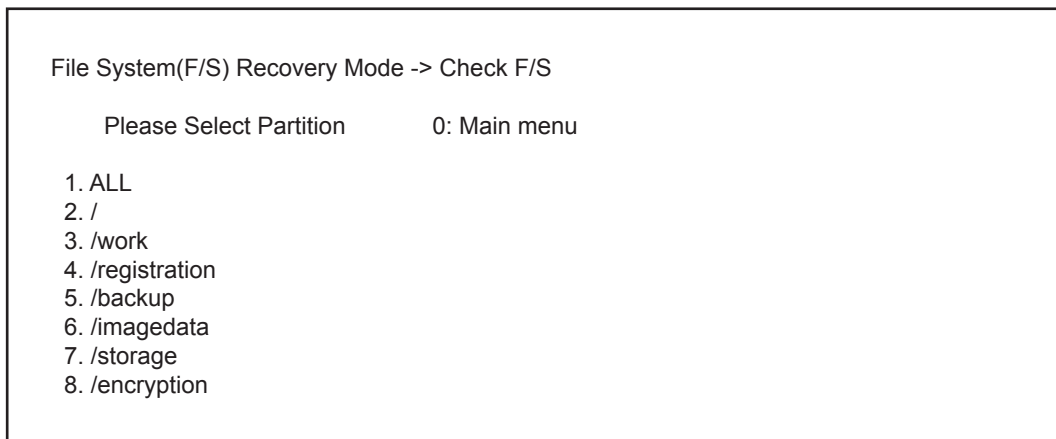 File System(F/S) Recovery Mode -> Check F/S
Please Select Partition 0: Main menu
1. ALL
2. /
3. /work
4. /registration
5. /backup
6. /imagedata
7. /storage
8. /encryption